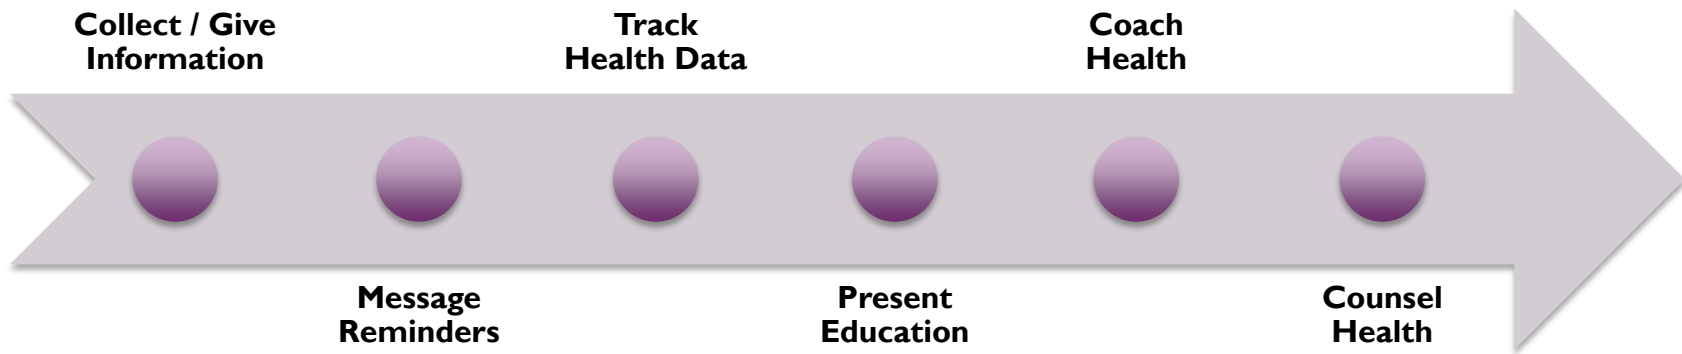 Collect / Give
Information
Message
Reminders
Track
Health Data
Present
Education
Coach
Health
Counsel
Health